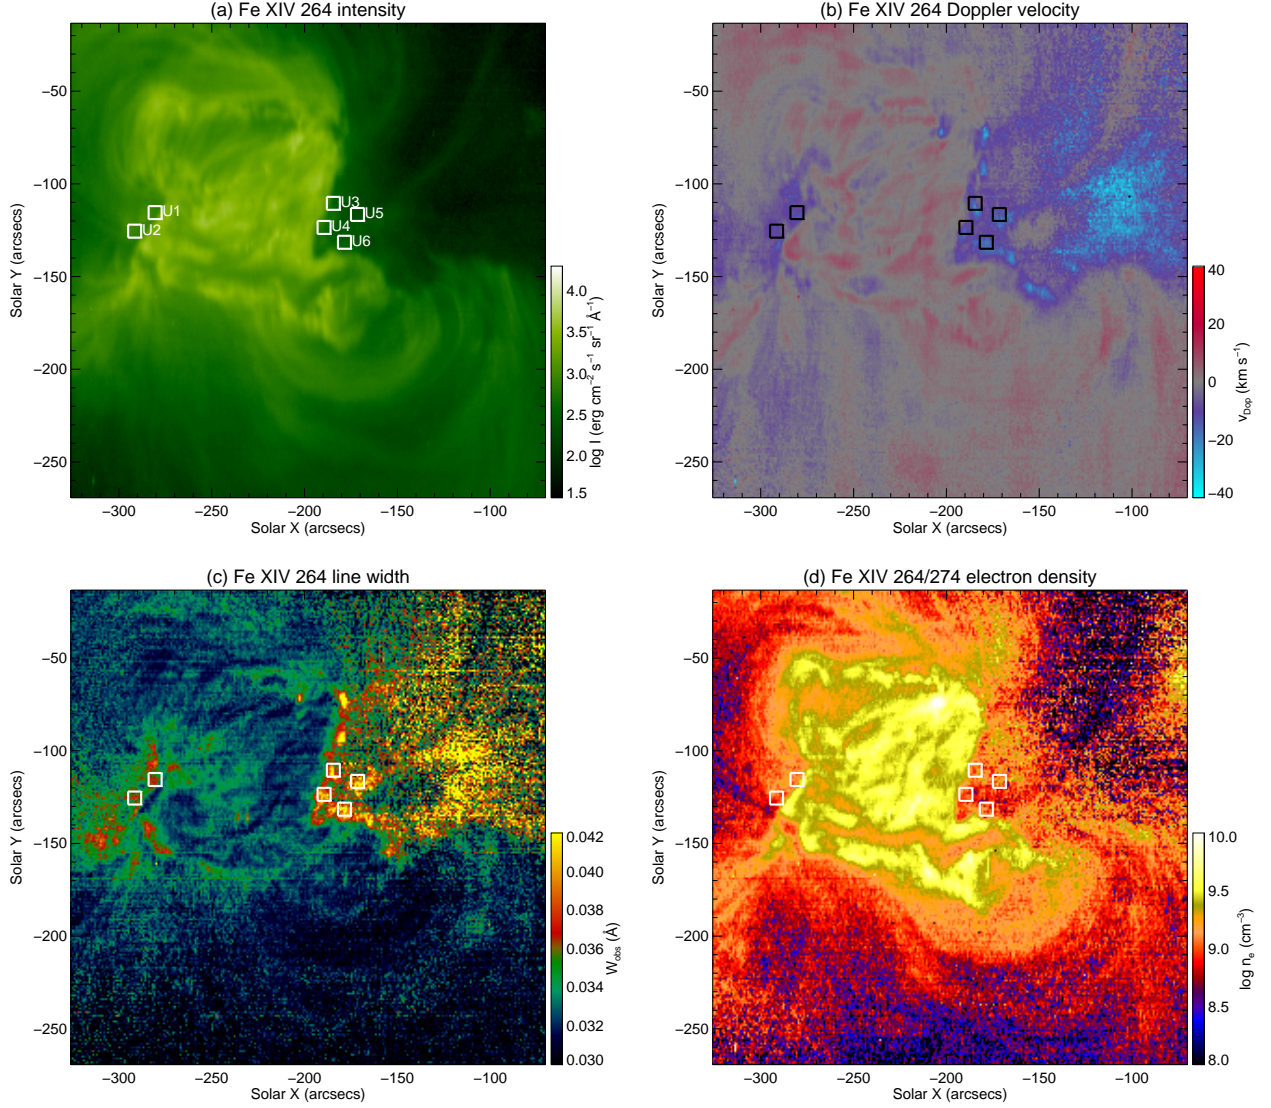 (a) Fe XIV 264 intensity
−50
−100
−150
−200
−250
−300
−250
−200
−150
−100
Solar X (arcsecs)
Solar Y (arcsecs)
U1
U2
U3
U4
U5
U6
4.0
3.5
3.0
2.5
2.0
1.5
log I (erg cm⁻² s⁻¹ sr⁻¹ Å⁻¹)
(b) Fe XIV 264 Doppler velocity
−50
−100
−150
−200
−250
−300
−250
−200
−150
−100
Solar X (arcsecs)
Solar Y (arcsecs)
40
20
0
−20
−40
vDop (km s⁻¹)
(c) Fe XIV 264 line width
−50
−100
−150
−200
−250
−300
−250
−200
−150
−100
Solar X (arcsecs)
Solar Y (arcsecs)
0.042
0.040
0.038
0.036
0.034
0.032
0.030
Wobs (Å)
(d) Fe XIV 264/274 electron density
−50
−100
−150
−200
−250
−300
−250
−200
−150
−100
Solar X (arcsecs)
Solar Y (arcsecs)
10.0
9.5
9.0
8.5
8.0
log ne (cm⁻³)